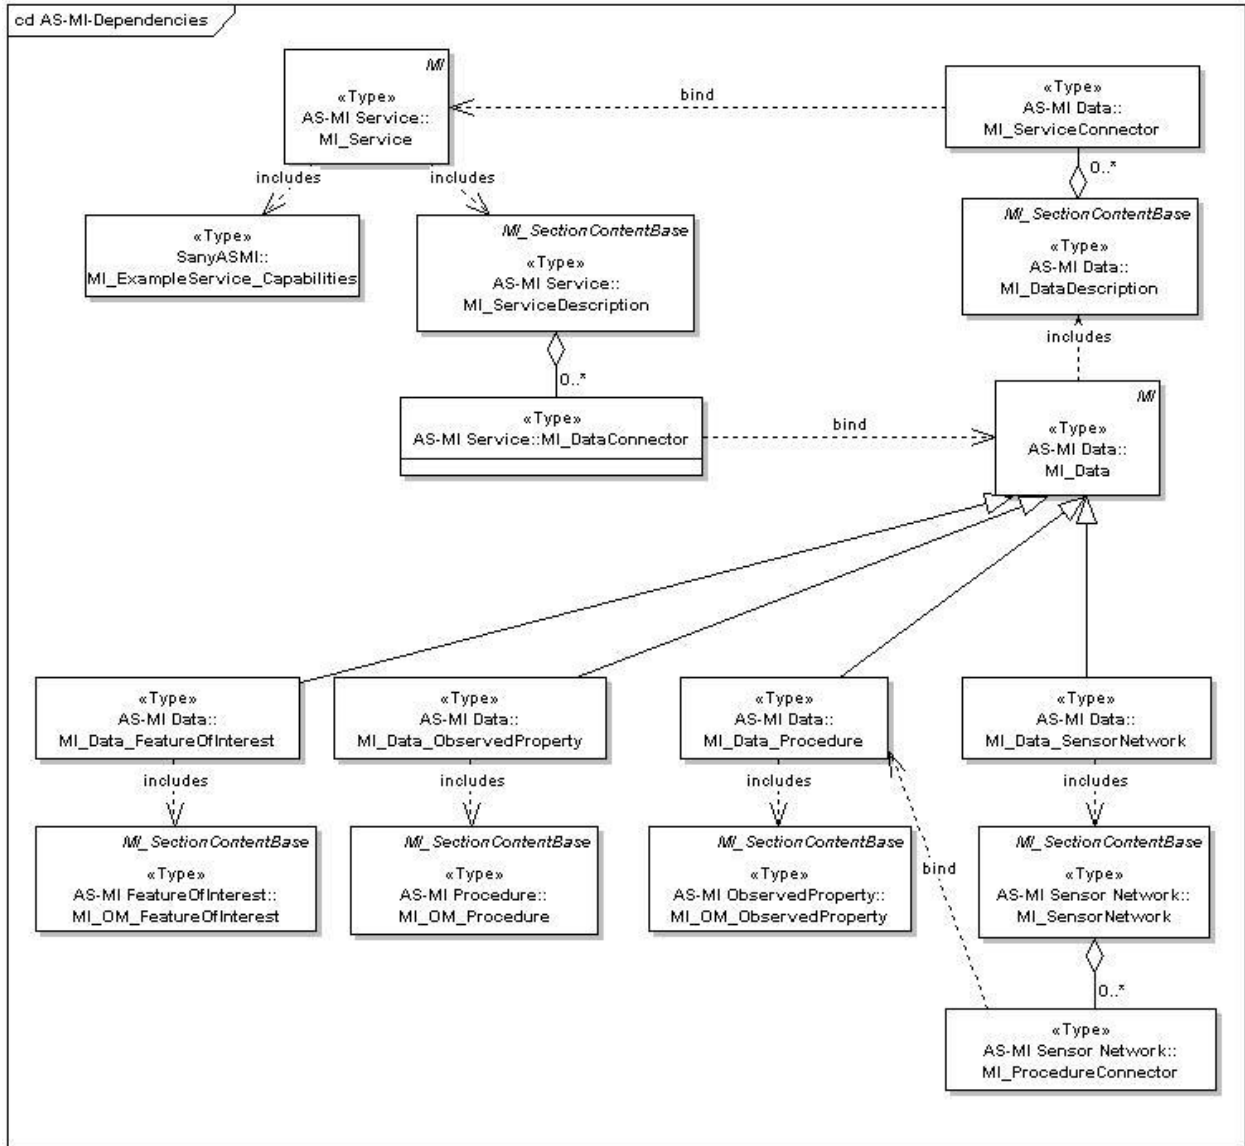 cd AS-MI-Dependencies
MI
«Type»
AS-MI Service::
MI_Service
bind
«Type»
AS-MI Data::
MI_ServiceConnector
includes
includes
0..*
«Type»
SanyASMI::
MI_ExampleService_Capabilities
MI_SectionContentBase
«Type»
AS-MI Service::
MI_ServiceDescription
MI_SectionContentBase
«Type»
AS-MI Data::
MI_DataDescription
includes
0..*
«Type»
AS-MI Service::MI_DataConnector
bind
MI
«Type»
AS-MI Data::
MI_Data
«Type»
AS-MI Data::
MI_Data_FeatureOfInterest
«Type»
AS-MI Data::
MI_Data_ObservedProperty
«Type»
AS-MI Data::
MI_Data_Procedure
«Type»
AS-MI Data::
MI_Data_SensorNetwork
includes
includes
includes
includes
MI_SectionContentBase
«Type»
AS-MI FeatureOfInterest::
MI_OM_FeatureOfInterest
MI_SectionContentBase
«Type»
AS-MI Procedure::
MI_OM_Procedure
MI_SectionContentBase
«Type»
AS-MI ObservedProperty::
MI_OM_ObservedProperty
bind
MI_SectionContentBase
«Type»
AS-MI Sensor Network::
MI_SensorNetwork
0..*
«Type»
AS-MI Sensor Network::
MI_ProcedureConnector